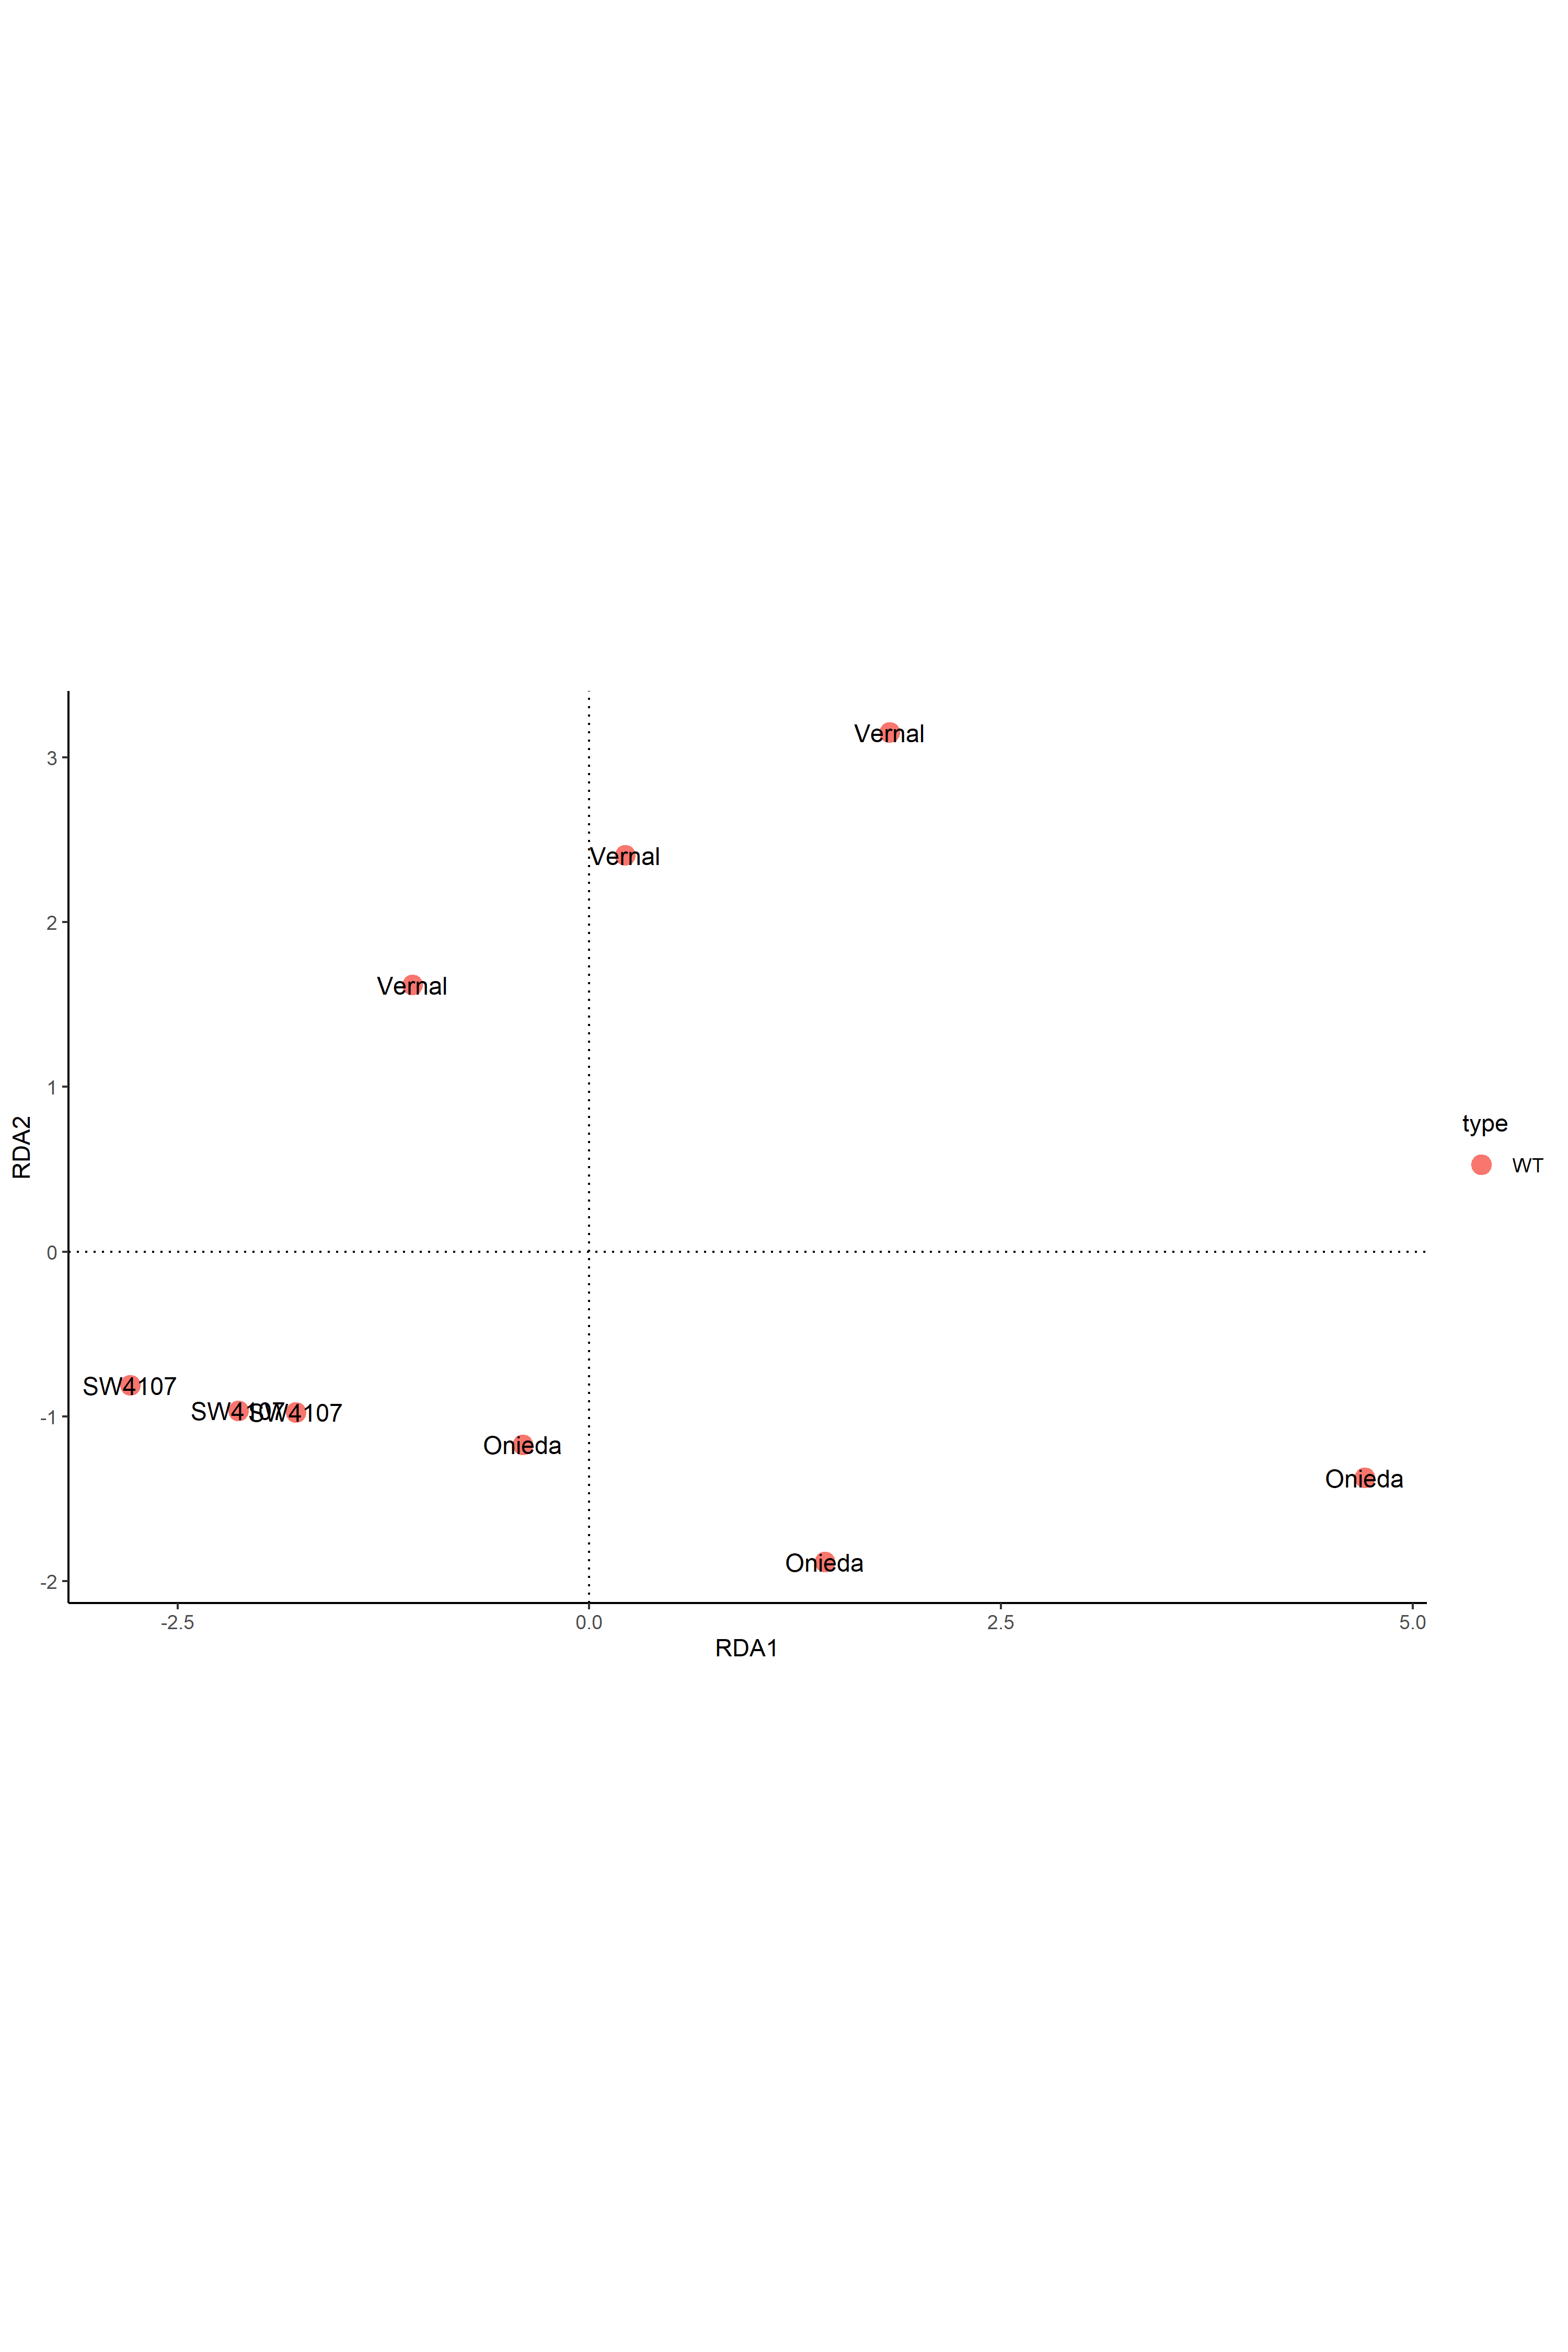 Vernal
3
Vernal
2
Vernal
1
type
RDA2
WT
0
SW4107
SW4107
SW4107
-1
Onieda
Onieda
Onieda
-2
-2.5 0.0 2.5 5.0
RDA1